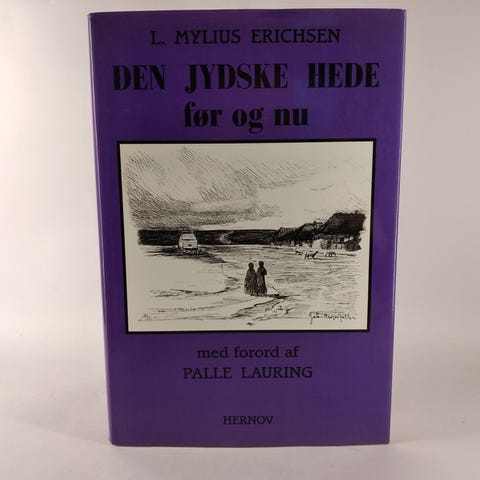 L. MYLIUS ERICHSEN
DEN JYDSKE HEDE
før og nu
med forord af
PALLE LAURING
HERNOV